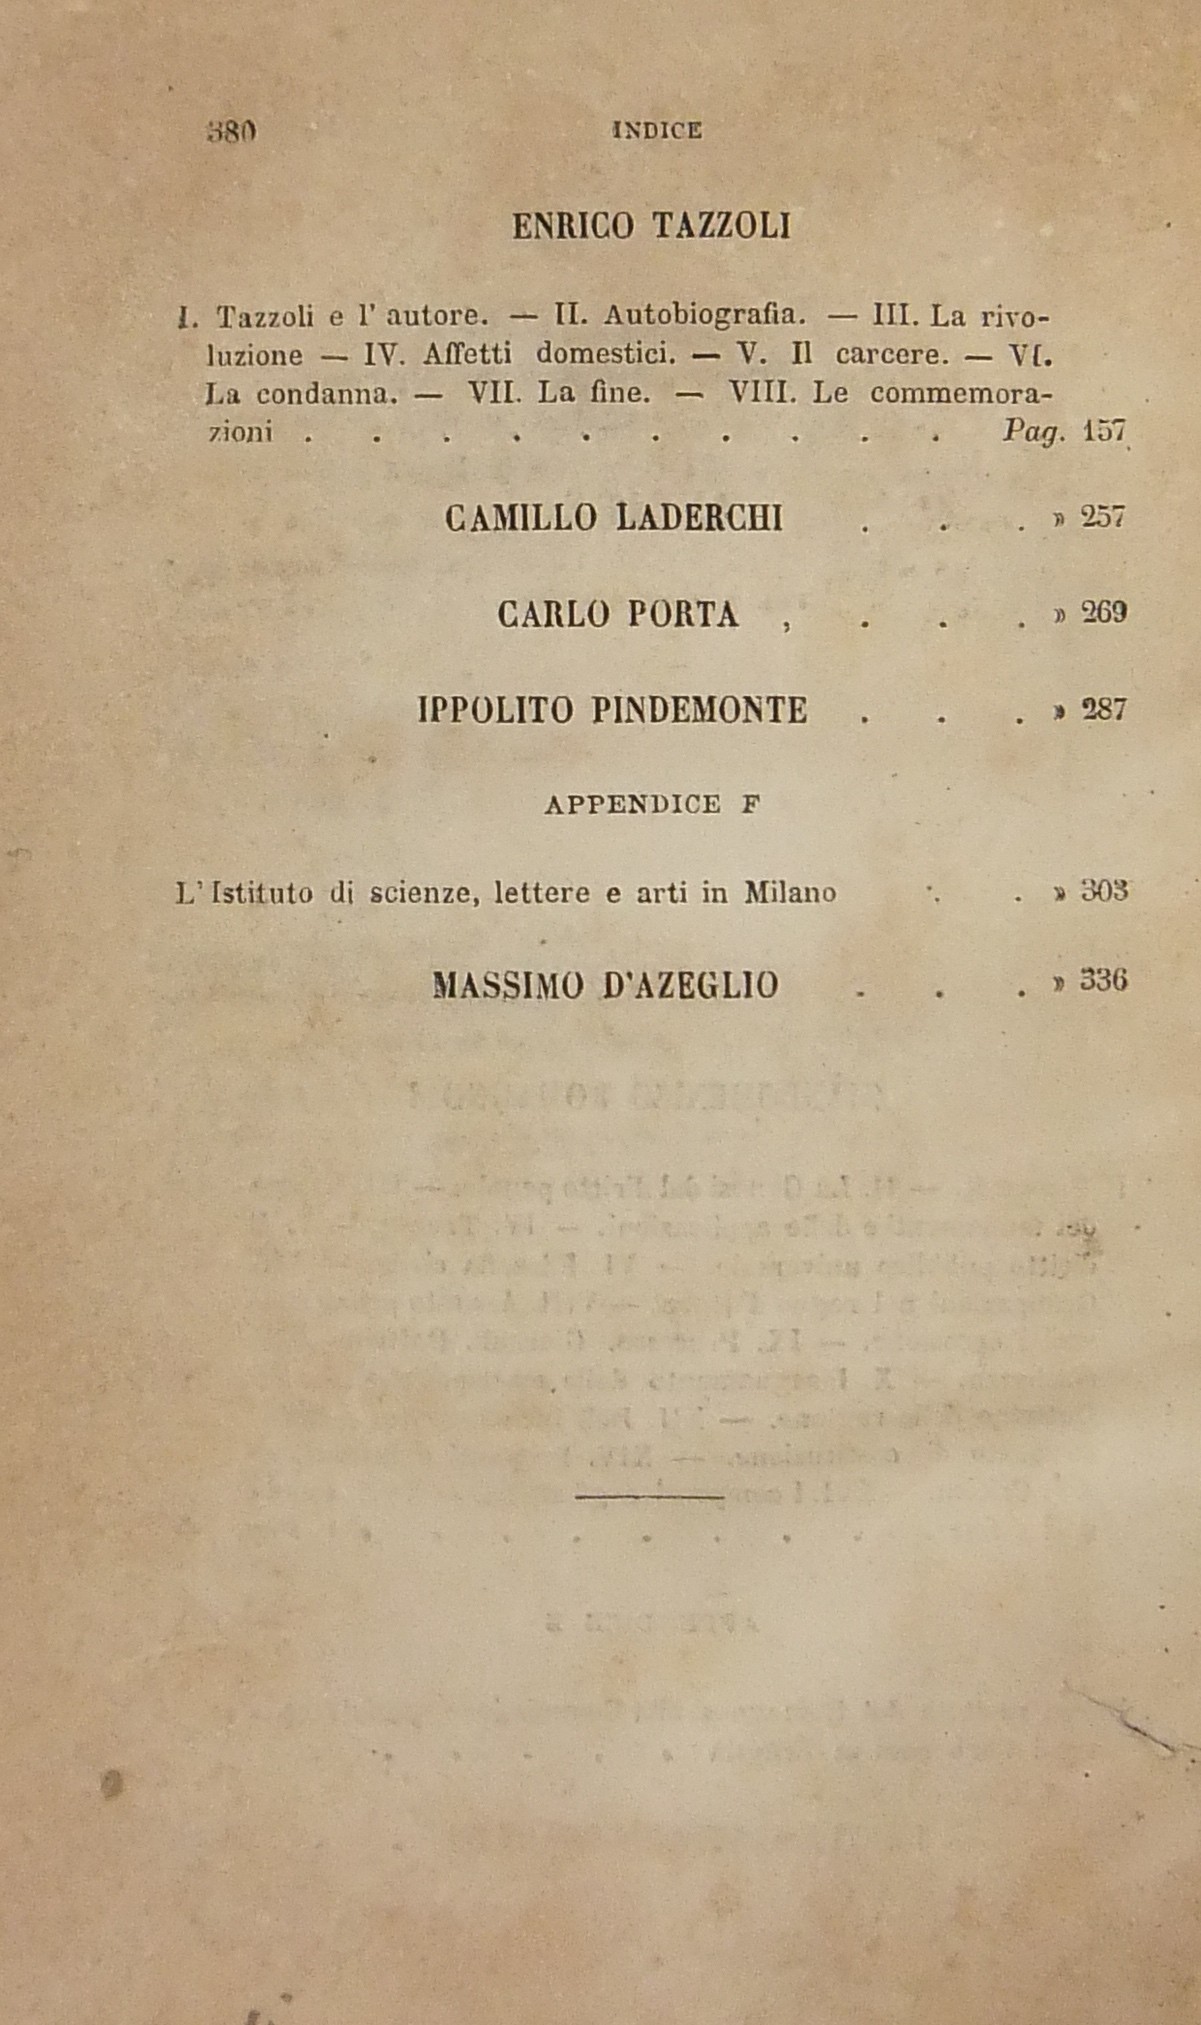 380 INDICE
ENRICO TAZZOLI
I. Tazzoli e l' autore. — II. Autobiografia. — III. La rivo-
luzione — IV. Affetti domestici. — V. Il carcere. — VI.
La condanna. — VII. La fine. — VIII. Le commemora-
zioni . . . . . . . . . . Pag. 157
CAMILLO LADERCHI . . . » 257
CARLO PORTA , . . . » 269
IPPOLITO PINDEMONTE . . . » 287
APPENDICE F
L' Istituto di scienze, lettere e arti in Milano . . » 303
MASSIMO D'AZEGLIO . . . » 336